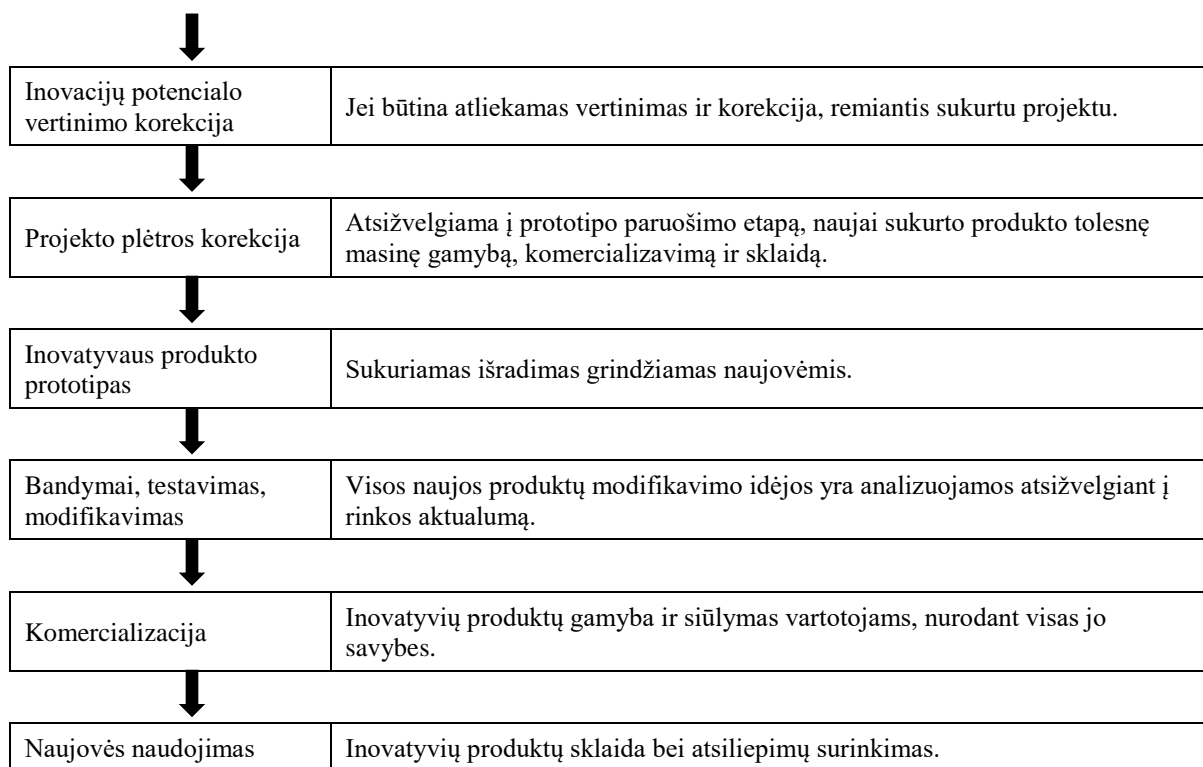 Inovacijų potencialo
vertinimo korekcija
Jei būtina atliekamas vertinimas ir korekcija, remiantis sukurtu projektu.
Projekto plėtros korekcija
Atsižvelgiama į prototipo paruošimo etapą, naujai sukurto produkto tolesnę
masinę gamybą, komercializavimą ir sklaidą.
Inovatyvaus produkto
prototipas
Sukuriamas išradimas grindžiamas naujovėmis.
Bandymai, testavimas,
modifikavimas
Visos naujos produktų modifikavimo idėjos yra analizuojamos atsižvelgiant į
rinkos aktualumą.
Komercializacija
Inovatyvių produktų gamyba ir siūlymas vartotojams, nurodant visas jo
savybes.
Naujovės naudojimas
Inovatyvių produktų sklaida bei atsiliepimų surinkimas.